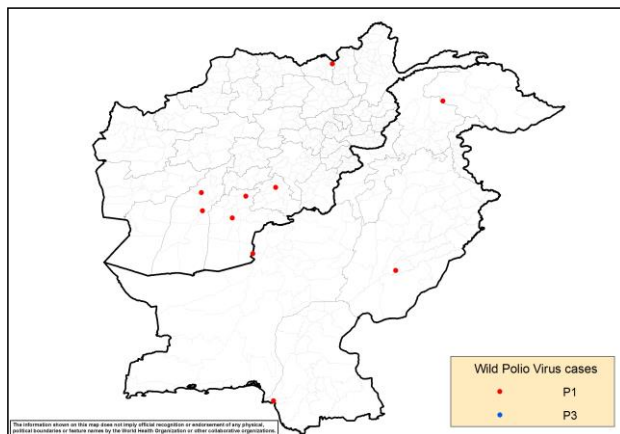 Wild Polio Virus cases
P1
P3
The information shown on this map does not imply official recognition or endorsement of any physical,
political boundaries or feature names by the World Health Organization or other collaborative organizations.